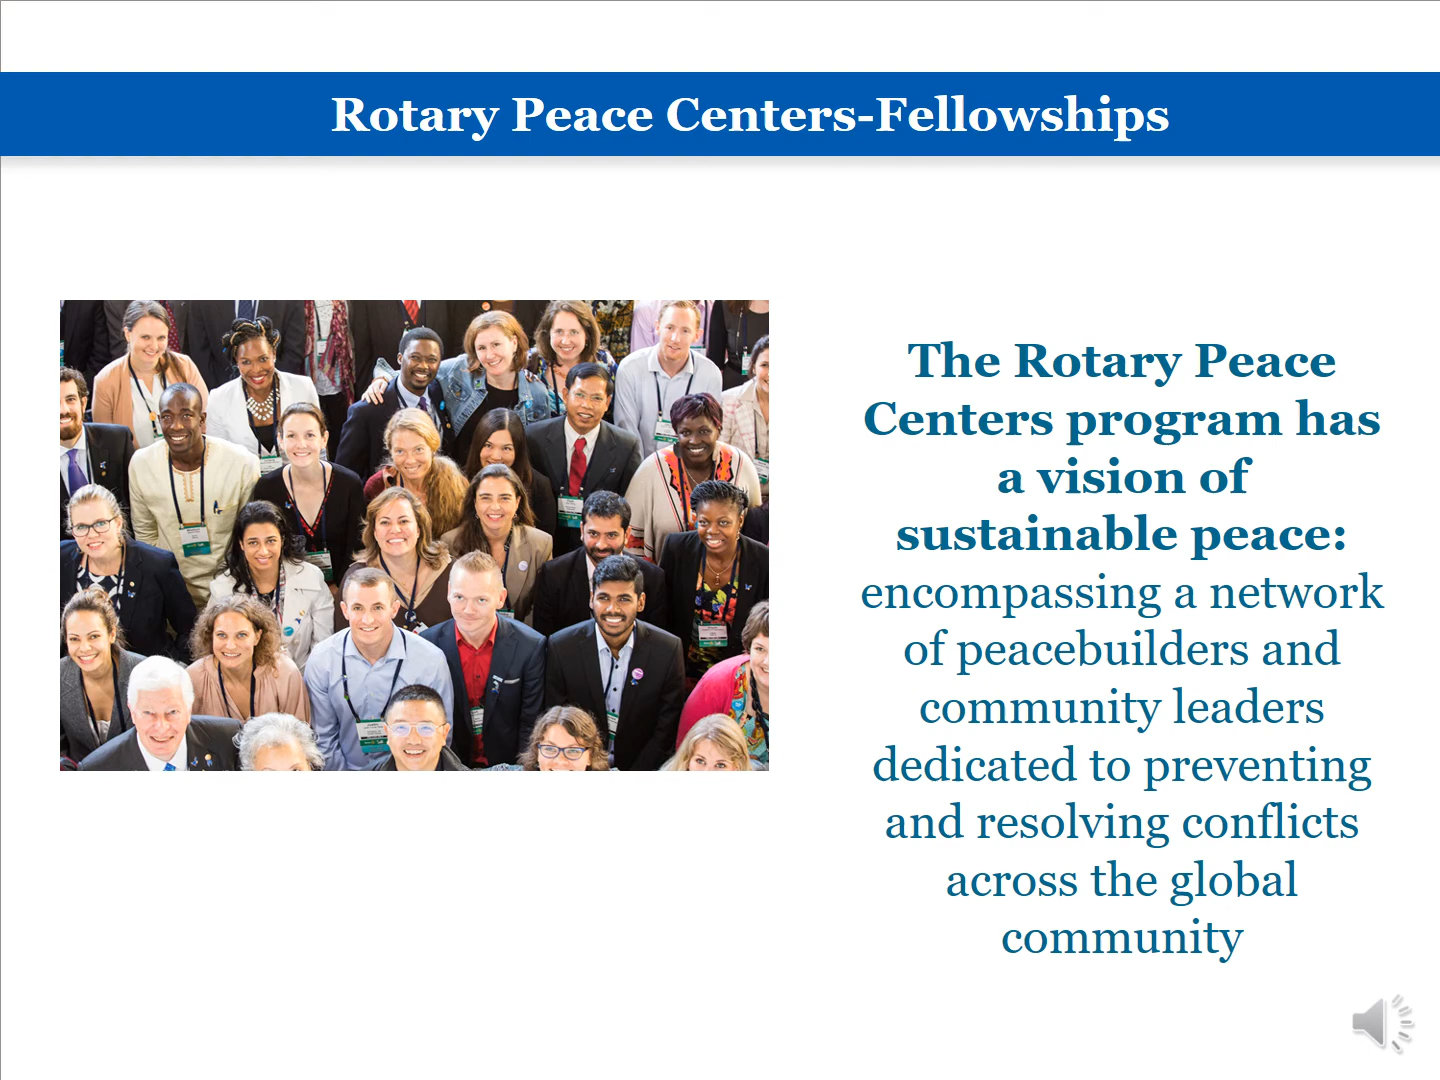 Rotary Peace Centers-Fellowships
The Rotary Peace
Centers program has
a vision of
sustainable peace:
encompassing a network
of peacebuilders and
community leaders
dedicated to preventing
and resolving conflicts
across the global
community